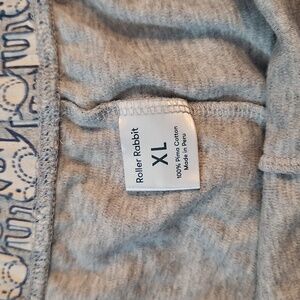 Roller Rabbit
XL
100% Pima Cotton
Made in Peru